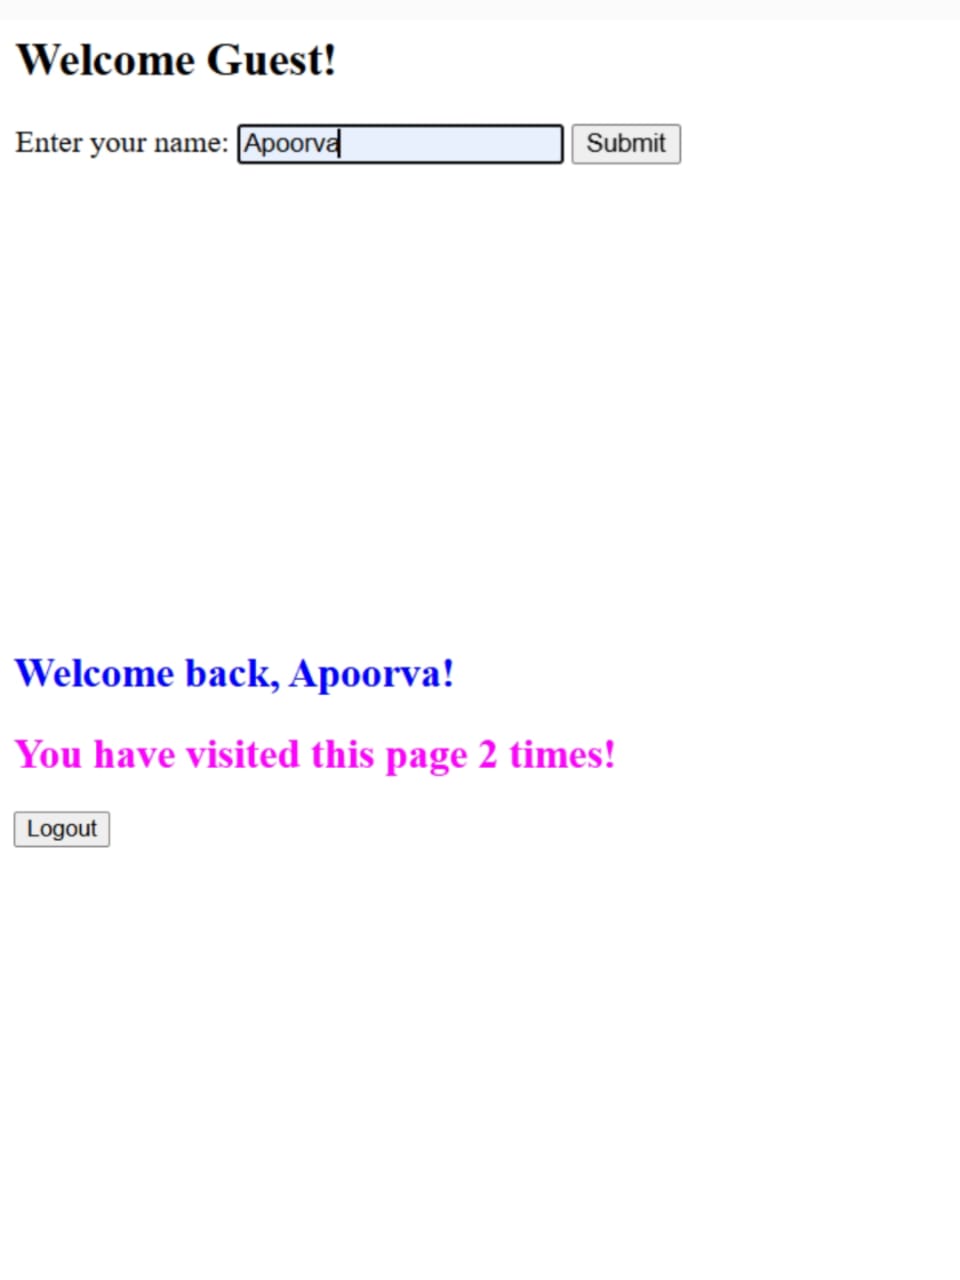 Welcome Guest!
Enter your name: Apoorva Submit
Welcome back, Apoorva!
You have visited this page 2 times!
Logout